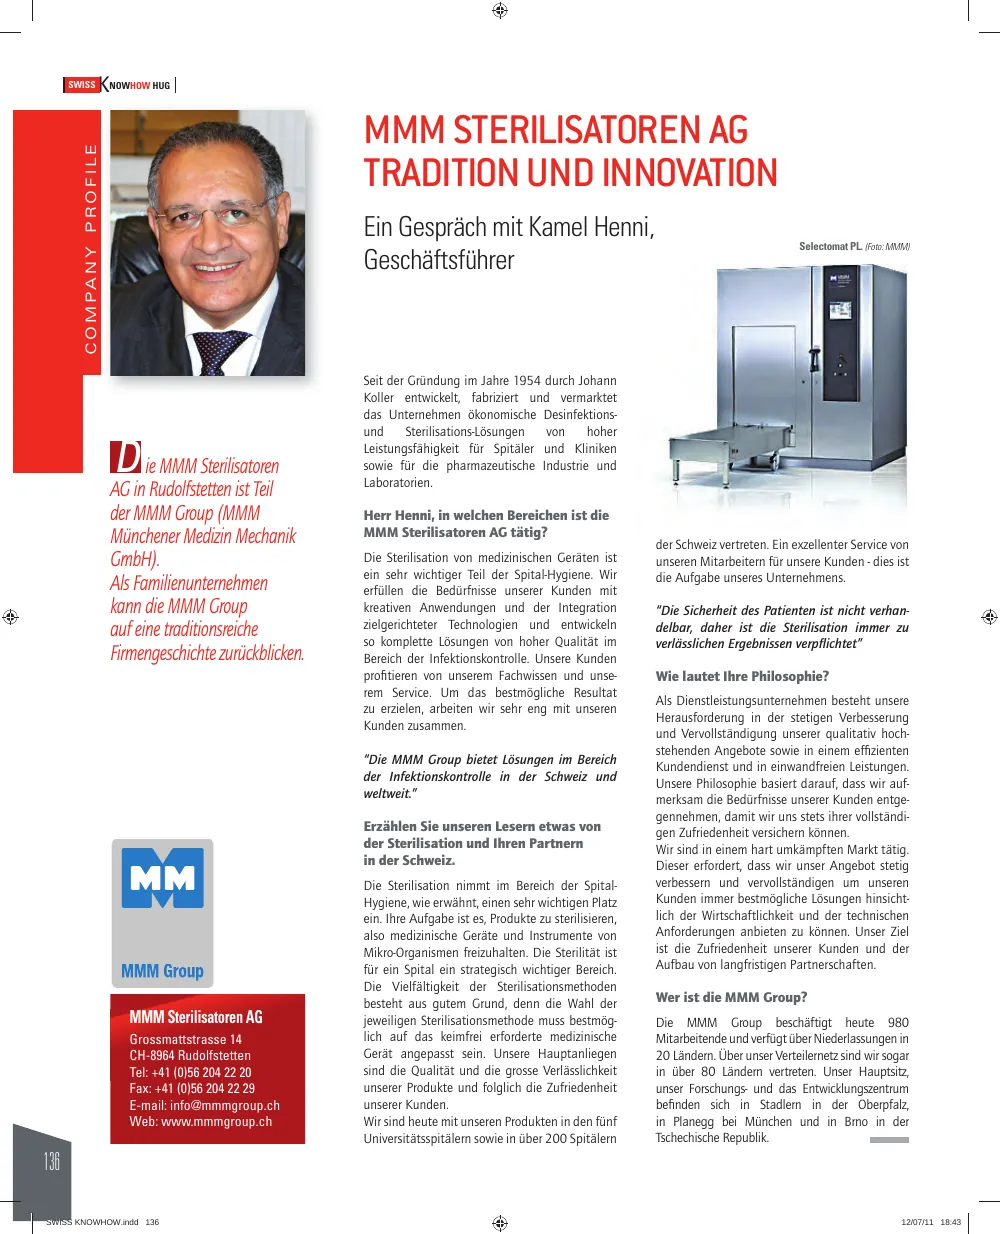 SWISS KNOWHOW HUG
COMPANY PROFILE
MMM STERILISATOREN AG
TRADITION UND INNOVATION
Ein Gespräch mit Kamel Henni,
Geschäftsführer
Selectomat PL. (Foto: MMM)
Die MMM Sterilisatoren
AG in Rudolfstetten ist Teil
der MMM Group (MMM
Münchener Medizin Mechanik
GmbH).
Als Familienunternehmen
kann die MMM Group
auf eine traditionsreiche
Firmengeschichte zurückblicken.
MM
MMM Group
MMM Sterilisatoren AG
Grossmattstrasse 14
CH-8964 Rudolfstetten
Tel: +41 (0)56 204 22 20
Fax: +41 (0)56 204 22 29
E-mail: info@mmmgroup.ch
Web: www.mmmgroup.ch
Seit der Gründung im Jahre 1954 durch Johann
Koller entwickelt, fabriziert und vermarktet
das Unternehmen ökonomische Desinfektions-
und Sterilisations-Lösungen von hoher
Leistungsfähigkeit für Spitäler und Kliniken
sowie für die pharmazeutische Industrie und
Laboratorien.
Herr Henni, in welchen Bereichen ist die
MMM Sterilisatoren AG tätig?
Die Sterilisation von medizinischen Geräten ist
ein sehr wichtiger Teil der Spital-Hygiene. Wir
erfüllen die Bedürfnisse unserer Kunden mit
kreativen Anwendungen und der Integration
zielgerichteter Technologien und entwickeln
so komplette Lösungen von hoher Qualität im
Bereich der Infektionskontrolle. Unsere Kunden
profitieren von unserem Fachwissen und unse-
rem Service. Um das bestmögliche Resultat
zu erzielen, arbeiten wir sehr eng mit unseren
Kunden zusammen.
"Die MMM Group bietet Lösungen im Bereich
der Infektionskontrolle in der Schweiz und
weltweit."
Erzählen Sie unseren Lesern etwas von
der Sterilisation und Ihren Partnern
in der Schweiz.
Die Sterilisation nimmt im Bereich der Spital-
Hygiene, wie erwähnt, einen sehr wichtigen Platz
ein. Ihre Aufgabe ist es, Produkte zu sterilisieren,
also medizinische Geräte und Instrumente von
Mikro-Organismen freizuhalten. Die Sterilität ist
für ein Spital ein strategisch wichtiger Bereich.
Die Vielfältigkeit der Sterilisationsmethoden
besteht aus gutem Grund, denn die Wahl der
jeweiligen Sterilisationsmethode muss bestmög-
lich auf das keimfrei erforderte medizinische
Gerät angepasst sein. Unsere Hauptanliegen
sind die Qualität und die grosse Verlässlichkeit
unserer Produkte und folglich die Zufriedenheit
unserer Kunden.
Wir sind heute mit unseren Produkten in den fünf
Universitätsspitälern sowie in über 200 Spitälern
der Schweiz vertreten. Ein exzellenter Service von
unseren Mitarbeitern für unsere Kunden - dies ist
die Aufgabe unseres Unternehmens.
"Die Sicherheit des Patienten ist nicht verhan-
delbar, daher ist die Sterilisation immer zu
verlässlichen Ergebnissen verpflichtet"
Wie lautet Ihre Philosophie?
Als Dienstleistungsunternehmen besteht unsere
Herausforderung in der stetigen Verbesserung
und Vervollständigung unserer qualitativ hoch-
stehenden Angebote sowie in einem effizienten
Kundendienst und in einwandfreien Leistungen.
Unsere Philosophie basiert darauf, dass wir auf-
merksam die Bedürfnisse unserer Kunden entge-
gennehmen, damit wir uns stets ihrer vollständi-
gen Zufriedenheit versichern können.
Wir sind in einem hart umkämpften Markt tätig.
Dieser erfordert, dass wir unser Angebot stetig
verbessern und vervollständigen um unseren
Kunden immer bestmögliche Lösungen hinsicht-
lich der Wirtschaftlichkeit und der technischen
Anforderungen anbieten zu können. Unser Ziel
ist die Zufriedenheit unserer Kunden und der
Aufbau von langfristigen Partnerschaften.
Wer ist die MMM Group?
Die MMM Group beschäftigt heute 980
Mitarbeitende und verfügt über Niederlassungen in
20 Ländern. Über unser Verteilernetz sind wir sogar
in über 80 Ländern vertreten. Unser Hauptsitz,
unser Forschungs- und das Entwicklungszentrum
befinden sich in Stadlern in der Oberpfalz,
in Planegg bei München und in Brno in der
Tschechische Republik.
136
SWISS KNOWHOW.indd 136
12/07/11 18:43